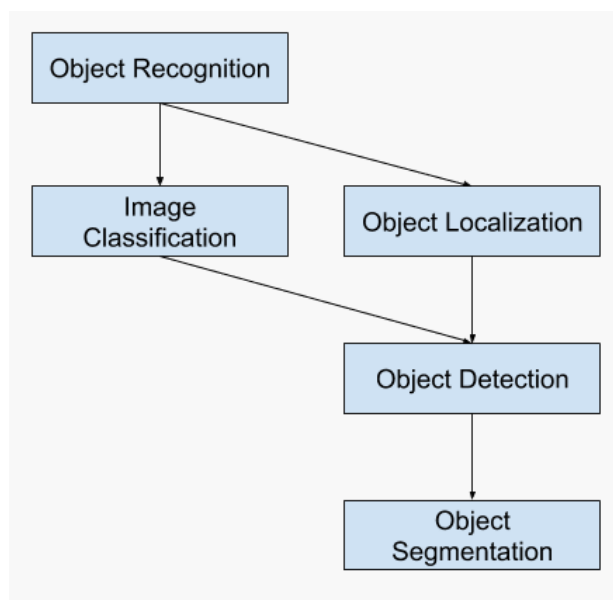 Object Recognition
Image
Classification
Object Localization
Object Detection
Object
Segmentation